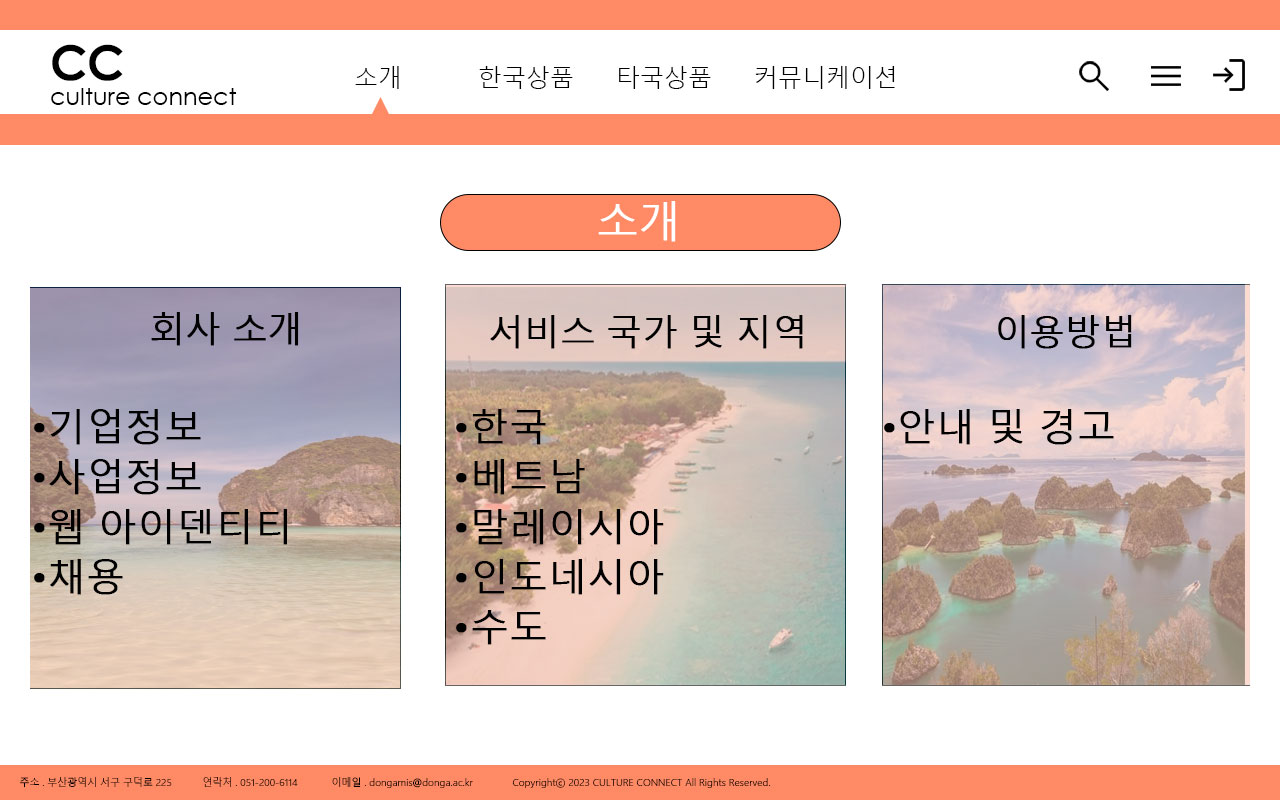 CC
culture connect
소개
한국상품
타국상품
커뮤니케이션
소개
회사 소개
•기업정보
•사업정보
•웹 아이덴티티
•채용
서비스 국가 및 지역
•한국
•베트남
•말레이시아
•인도네시아
•수도
이용방법
•안내 및 경고
주소 . 부산광역시 서구 구덕로 225
연락처 . 051-200-6114
이메일 . dongamis@donga.ac.kr
Copyrightⓒ 2023 CULTURE CONNECT All Rights Reserved.